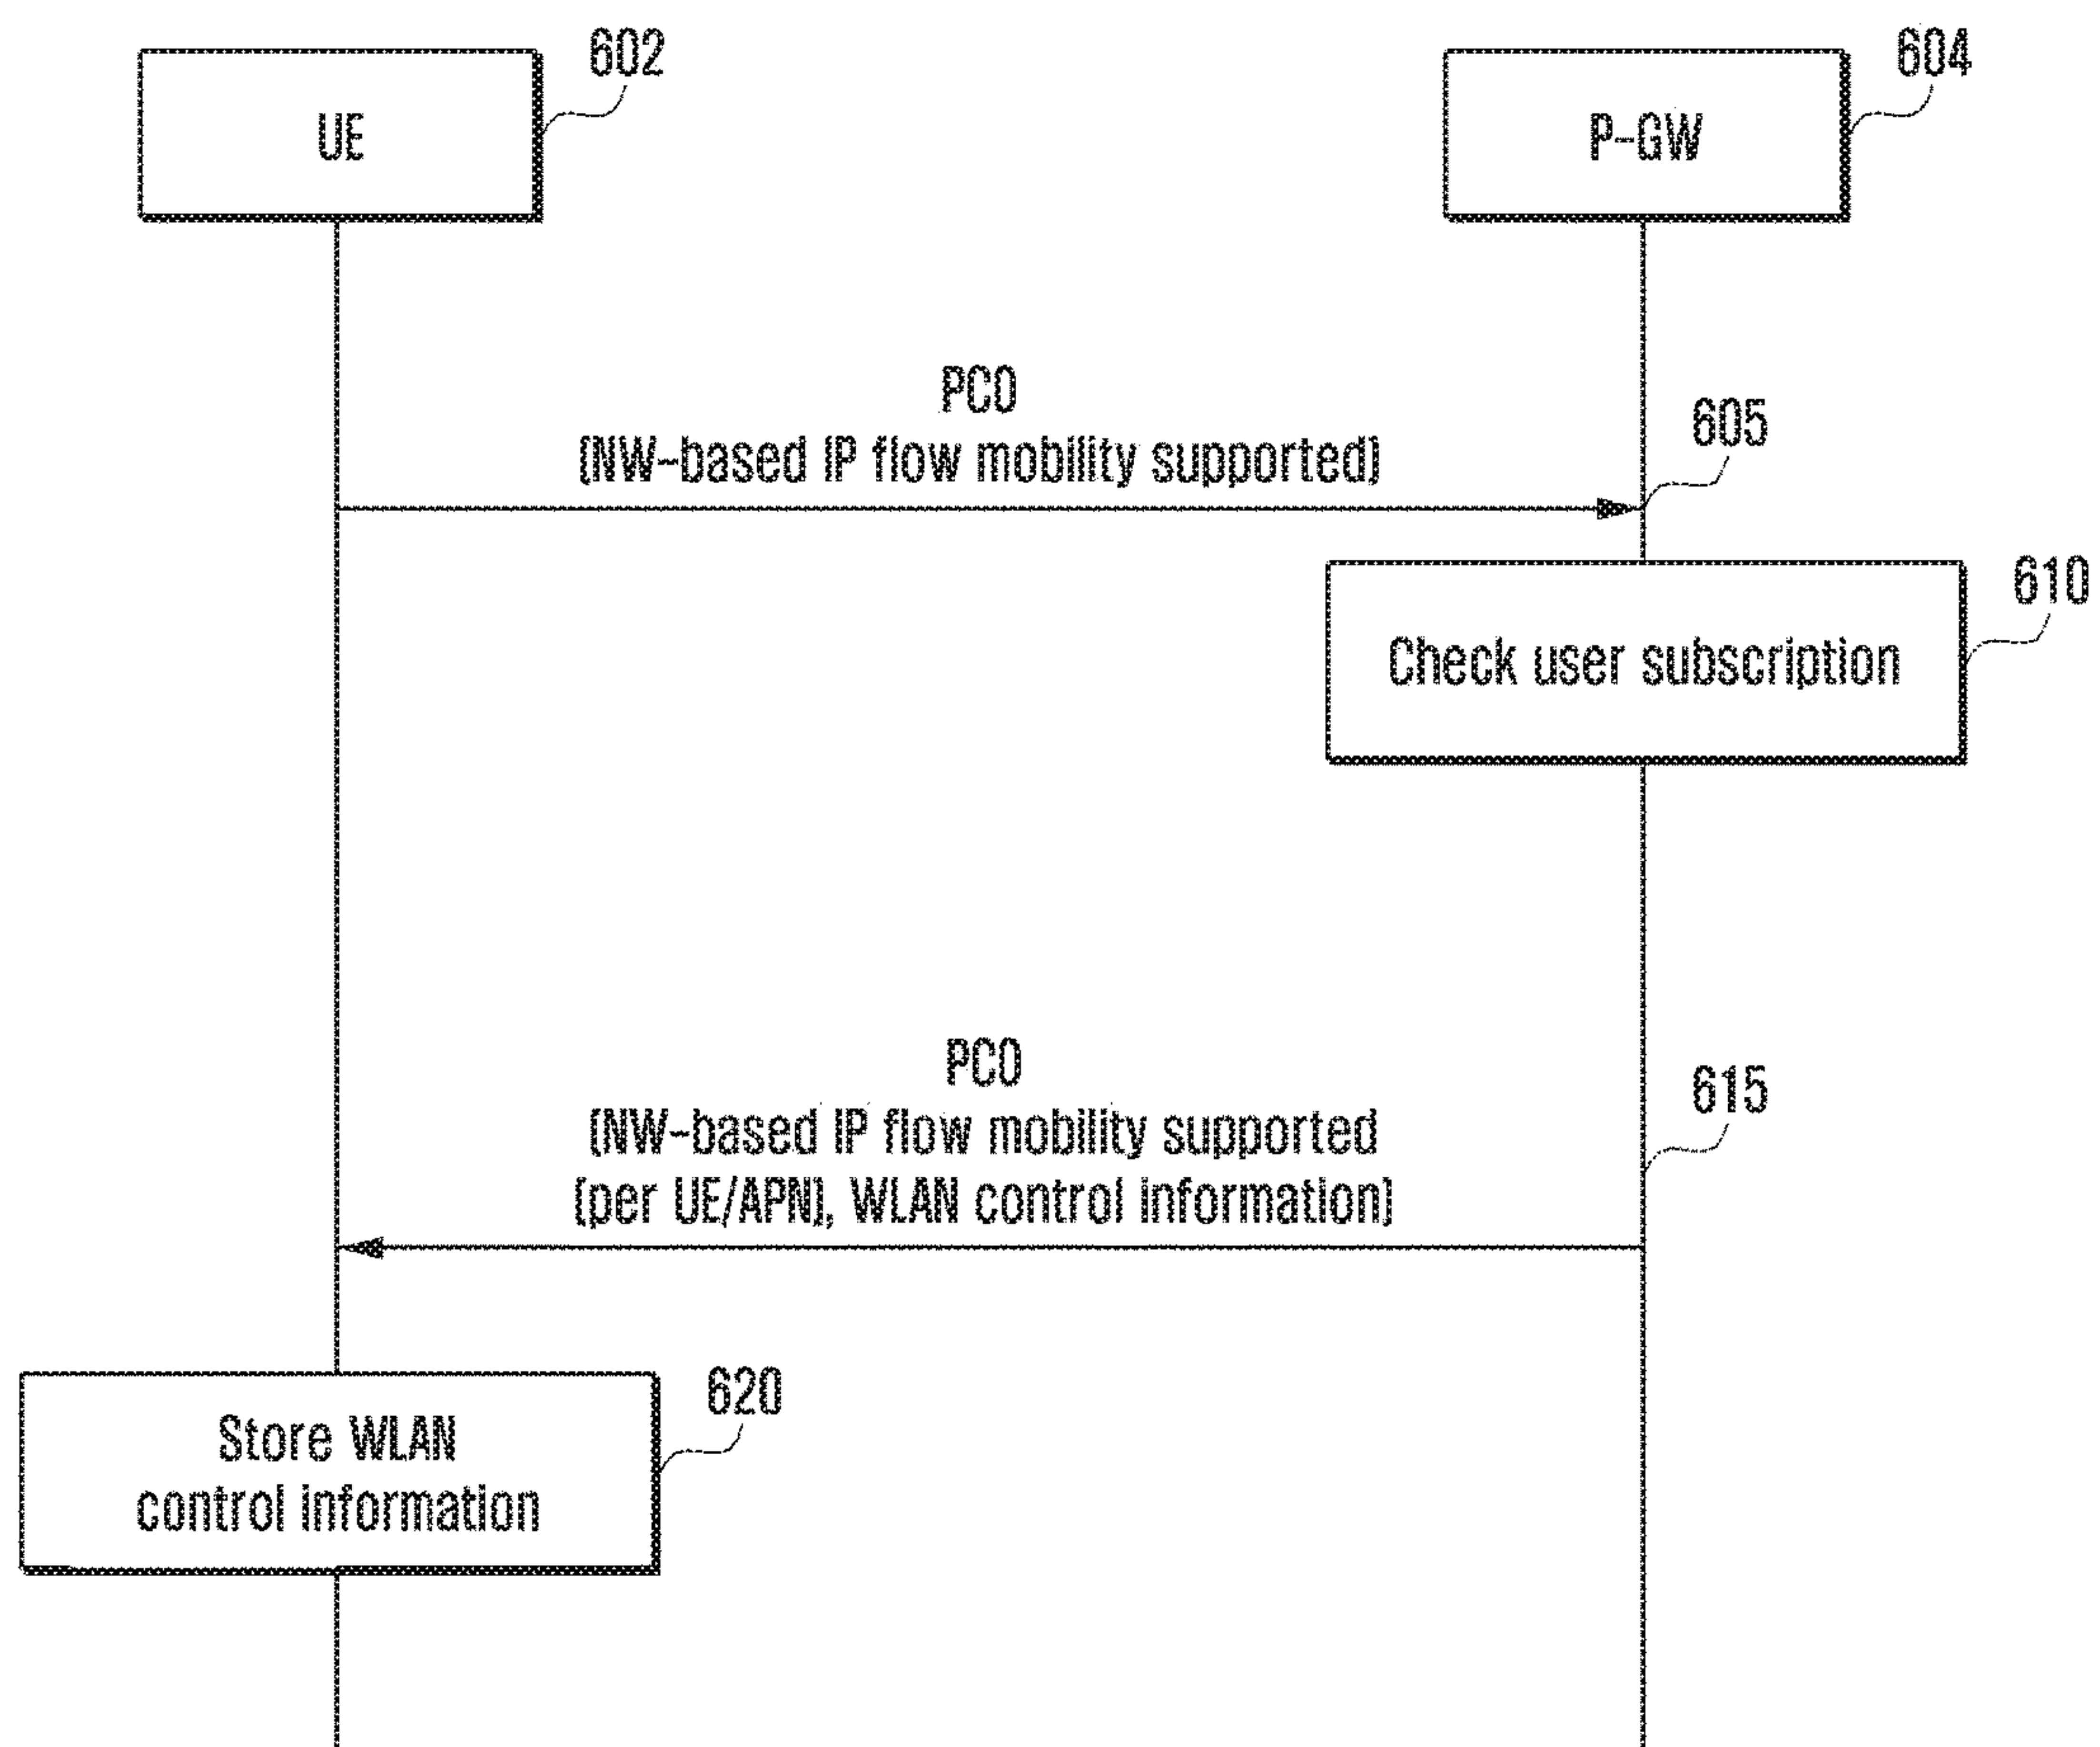 602
604
UE
P-GW
PCO
(NW-based IP flow mobility supported)
605
610
Check user subscription
PCO
(NW-based IP flow mobility supported
(per UE/APN), WLAN control information)
615
620
Store WLAN
control information